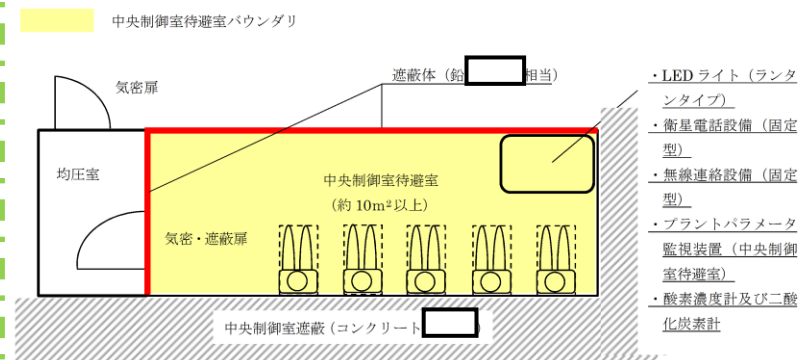 中央制御室待避室バウンダリ
遮蔽体（鉛 相当）
気密扉
均圧室
中央制御室待避室
（約 10m²以上）
気密・遮蔽扉
中央制御室遮蔽（コンクリート ）
・LED ライト（ランタ
ンタイプ）
・衛星電話設備（固定
型）
・無線連絡設備（固定
型）
・プラントパラメータ
監視装置（中央制御
室待避室）
・酸素濃度計及び二酸
化炭素計